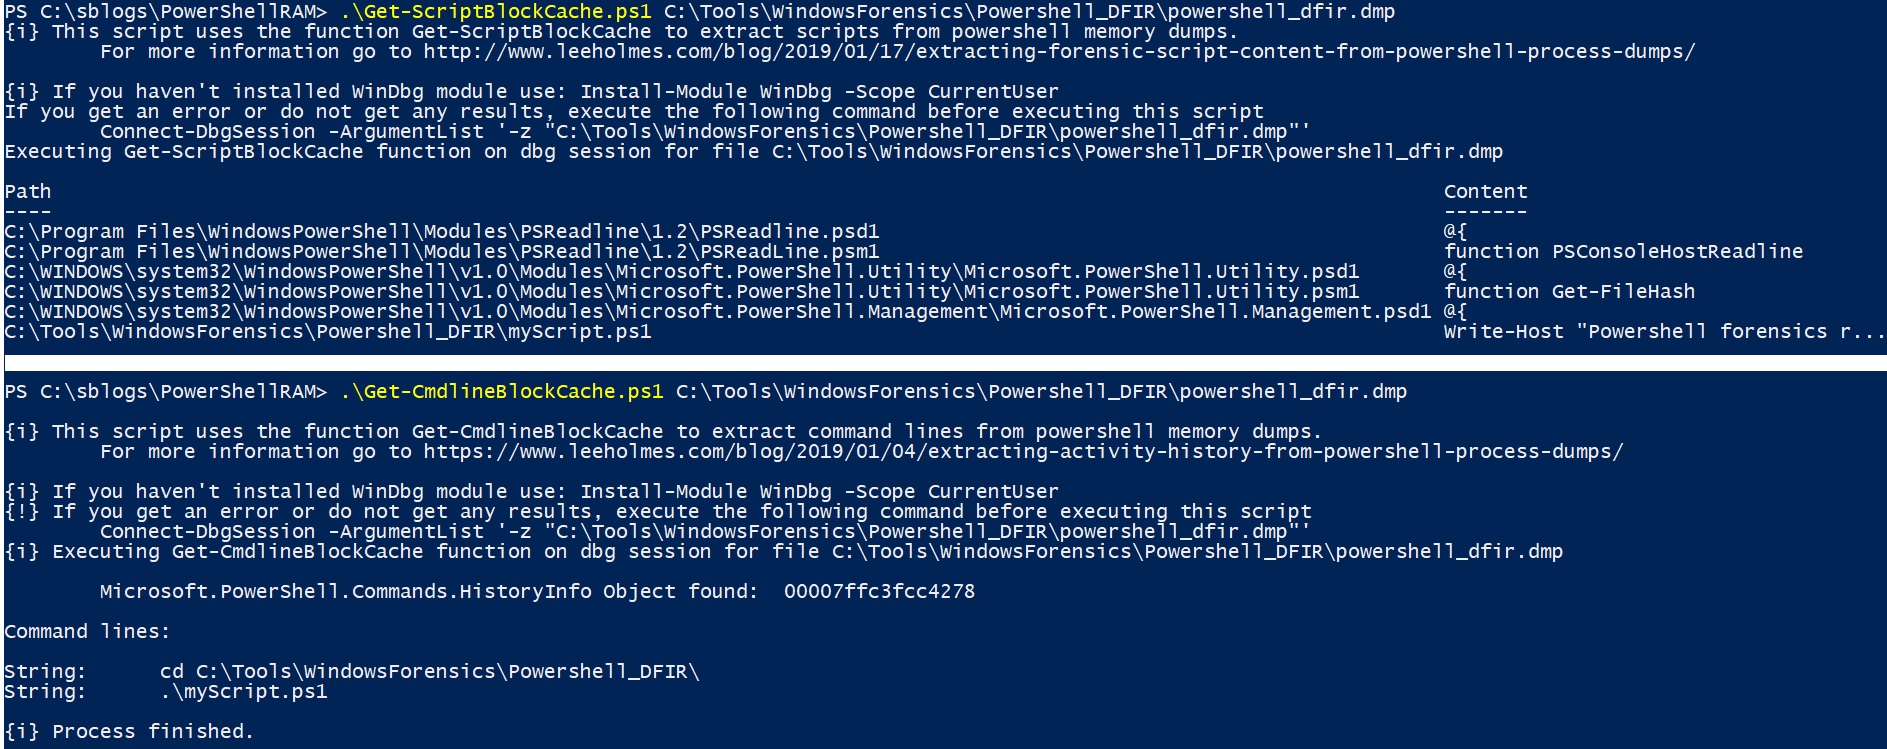 PS C:\sblogs\PowerShellRAM> .\Get-ScriptBlockCache.ps1 C:\Tools\WindowsForensics\Powershell_DFIR\powershell_dfir.dmp
{i} This script uses the function Get-ScriptBlockCache to extract scripts from powershell memory dumps.
For more information go to http://www.leeholmes.com/blog/2019/01/17/extracting-forensic-script-content-from-powershell-process-dumps/
{i} If you haven't installed WinDbg module use: Install-Module WinDbg -Scope CurrentUser
If you get an error or do not get any results, execute the following command before executing this script
Connect-DbgSession -ArgumentList '-z "C:\Tools\WindowsForensics\Powershell_DFIR\powershell_dfir.dmp"'
Executing Get-ScriptBlockCache function on dbg session for file C:\Tools\WindowsForensics\Powershell_DFIR\powershell_dfir.dmp
Path Content
---- -------
C:\Program Files\WindowsPowerShell\Modules\PSReadline\1.2\PSReadline.psd1 @{
C:\Program Files\WindowsPowerShell\Modules\PSReadline\1.2\PSReadLine.psm1 function PSConsoleHostReadline
C:\WINDOWS\system32\WindowsPowerShell\v1.0\Modules\Microsoft.PowerShell.Utility\Microsoft.PowerShell.Utility.psd1 @{
C:\WINDOWS\system32\WindowsPowerShell\v1.0\Modules\Microsoft.PowerShell.Utility\Microsoft.PowerShell.Utility.psm1 function Get-FileHash
C:\WINDOWS\system32\WindowsPowerShell\v1.0\Modules\Microsoft.PowerShell.Management\Microsoft.PowerShell.Management.psd1 @{
C:\Tools\WindowsForensics\Powershell_DFIR\myScript.ps1 Write-Host "Powershell forensics r...
PS C:\sblogs\PowerShellRAM> .\Get-CmdlineBlockCache.ps1 C:\Tools\WindowsForensics\Powershell_DFIR\powershell_dfir.dmp
{i} This script uses the function Get-CmdlineBlockCache to extract command lines from powershell memory dumps.
For more information go to https://www.leeholmes.com/blog/2019/01/04/extracting-activity-history-from-powershell-process-dumps/
{i} If you haven't installed WinDbg module use: Install-Module WinDbg -Scope CurrentUser
{!} If you get an error or do not get any results, execute the following command before executing this script
Connect-DbgSession -ArgumentList '-z "C:\Tools\WindowsForensics\Powershell_DFIR\powershell_dfir.dmp"'
{i} Executing Get-CmdlineBlockCache function on dbg session for file C:\Tools\WindowsForensics\Powershell_DFIR\powershell_dfir.dmp
Microsoft.PowerShell.Commands.HistoryInfo Object found: 00007ffc3fcc4278
Command lines:
String: cd C:\Tools\WindowsForensics\Powershell_DFIR\
String: .\myScript.ps1
{i} Process finished.